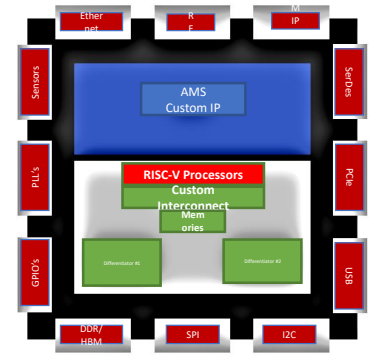 Ether
net
R
F
M
IP
Sensors
SerDes
AMS
Custom IP
PLL's
PCIe
RISC-V Processors
Custom
Interconnect
Mem
ories
GPIO's
USB
Differentiator #1
Differentiator #2
DDR/
HBM
SPI
I2C